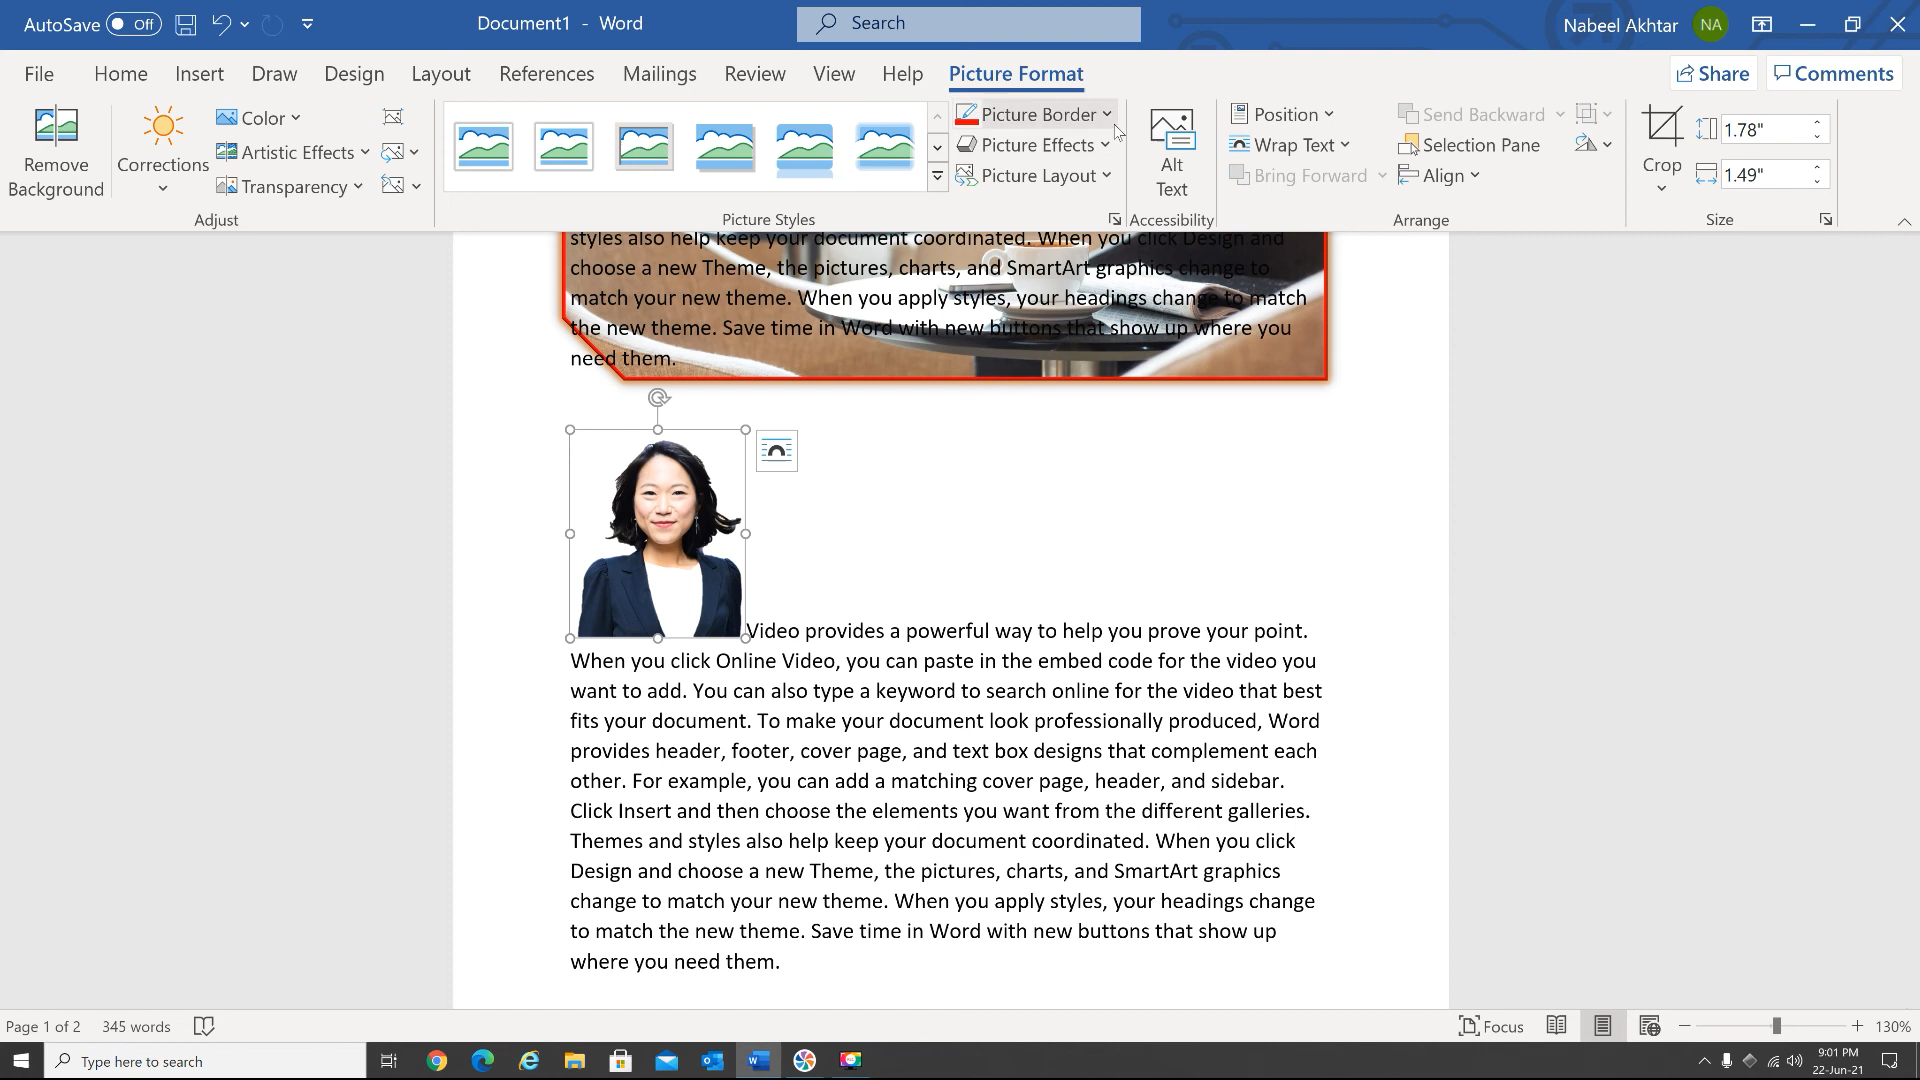 AutoSave Off Document1 - Word Search Nabeel Akhtar NA
File Home Insert Draw Design Layout References Mailings Review View Help Picture Format Share Comments
Remove Background
Corrections
Color
Artistic Effects
Transparency
Adjust
Picture Border
Picture Effects
Picture Layout
Picture Styles
Alt Text
Accessibility
Position
Wrap Text
Bring Forward
Send Backward
Selection Pane
Align
Arrange
Crop
1.78"
1.49"
Size
styles also help keep your document coordinated. When you click Design and
choose a new Theme, the pictures, charts, and SmartArt graphics change to
match your new theme. When you apply styles, your headings change to match
the new theme. Save time in Word with new buttons that show up where you
need them.
Video provides a powerful way to help you prove your point.
When you click Online Video, you can paste in the embed code for the video you
want to add. You can also type a keyword to search online for the video that best
fits your document. To make your document look professionally produced, Word
provides header, footer, cover page, and text box designs that complement each
other. For example, you can add a matching cover page, header, and sidebar.
Click Insert and then choose the elements you want from the different galleries.
Themes and styles also help keep your document coordinated. When you click
Design and choose a new Theme, the pictures, charts, and SmartArt graphics
change to match your new theme. When you apply styles, your headings change
to match the new theme. Save time in Word with new buttons that show up
where you need them.
Page 1 of 2 345 words Focus 130%
Type here to search
9:01 PM
22-Jun-21